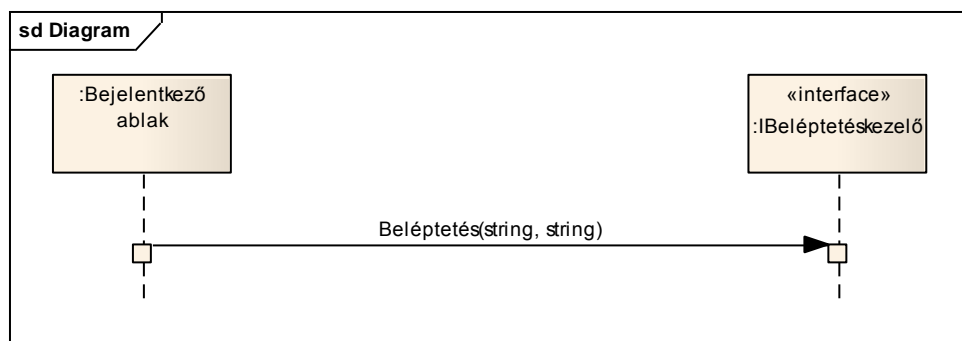 sd Diagram
:Bejelentkező
ablak
«interface»
:IBeléptetéskezelő
Beléptetés(string, string)